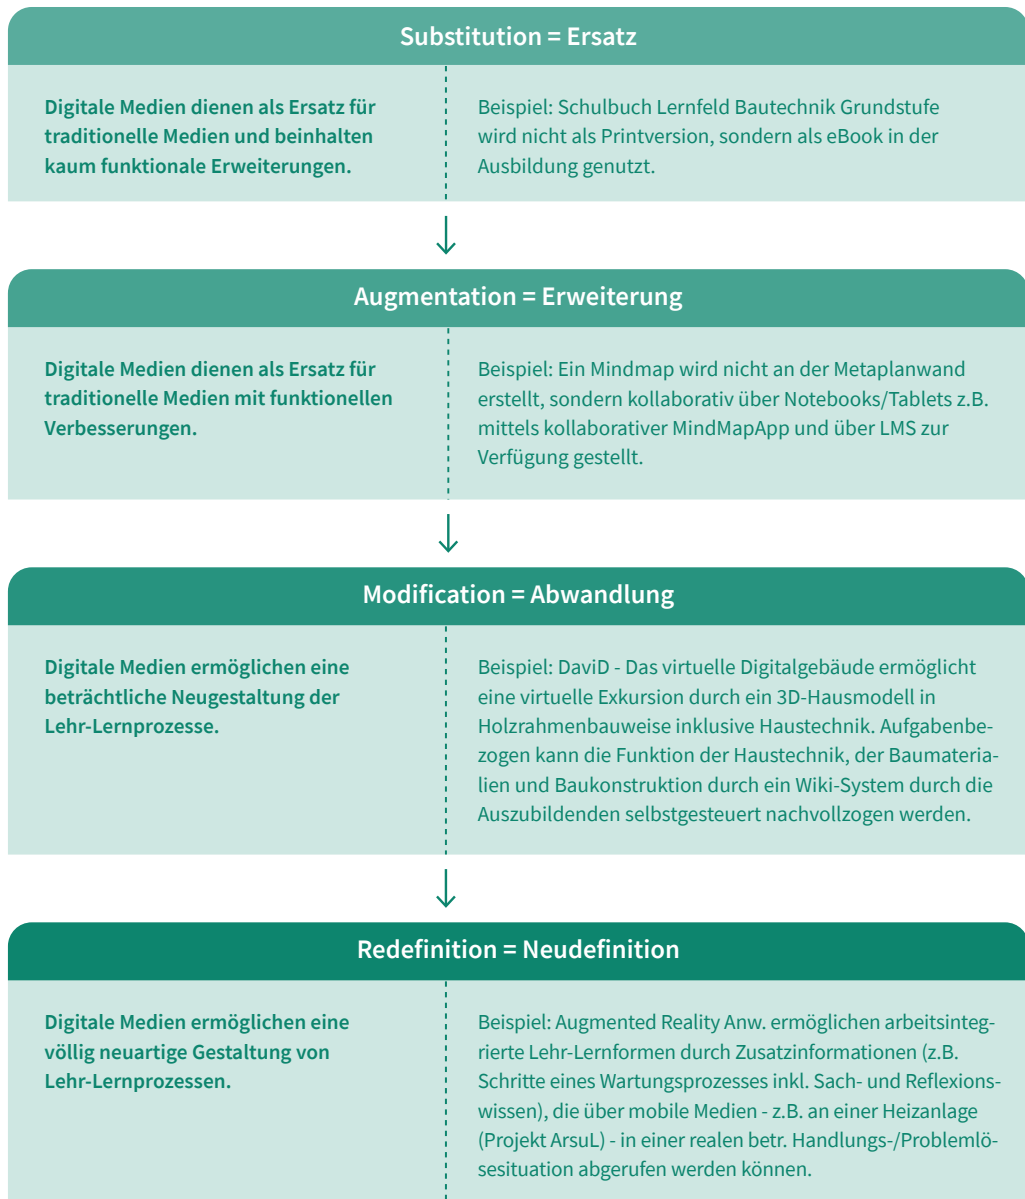 Substitution = Ersatz
Digitale Medien dienen als Ersatz für
traditionelle Medien und beinhalten
kaum funktionale Erweiterungen.
Beispiel: Schulbuch Lernfeld Bautechnik Grundstufe
wird nicht als Printversion, sondern als eBook in der
Ausbildung genutzt.
Augmentation = Erweiterung
Digitale Medien dienen als Ersatz für
traditionelle Medien mit funktionellen
Verbesserungen.
Beispiel: Ein Mindmap wird nicht an der Metaplanwand
erstellt, sondern kollaborativ über Notebooks/Tablets z.B.
mittels kollaborativer MindMapApp und über LMS zur
Verfügung gestellt.
Modification = Abwandlung
Digitale Medien ermöglichen eine
beträchtliche Neugestaltung der
Lehr-Lernprozesse.
Beispiel: DaviD - Das virtuelle Digitalgebäude ermöglicht
eine virtuelle Exkursion durch ein 3D-Hausmodell in
Holzrahmenbauweise inklusive Haustechnik. Aufgabenbe-
zogen kann die Funktion der Haustechnik, der Baumateria-
lien und Baukonstruktion durch ein Wiki-System durch die
Auszubildenden selbstgesteuert nachvollzogen werden.
Redefinition = Neudefinition
Digitale Medien ermöglichen eine
völlig neuartige Gestaltung von
Lehr-Lernprozessen.
Beispiel: Augmented Reality Anw. ermöglichen arbeitsinteg-
rierte Lehr-Lernformen durch Zusatzinformationen (z.B.
Schritte eines Wartungsprozesses inkl. Sach- und Reflexions-
wissen), die über mobile Medien - z.B. an einer Heizanlage
(Projekt ArsuL) - in einer realen betr. Handlungs-/Problemlö-
sesituation abgerufen werden können.